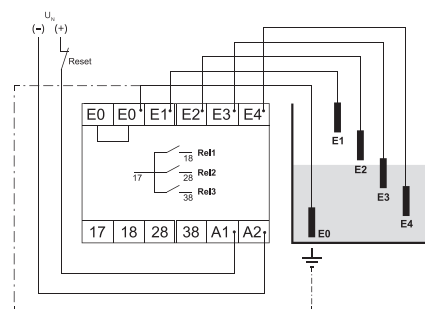 U_N
(-) (+)
Reset
E0 E0 E1 E2 E3 E4
18 Rel1
17 28 Rel2
38 Rel3
17 18 28 38 A1 A2
E1
E2
E3
E4
E0